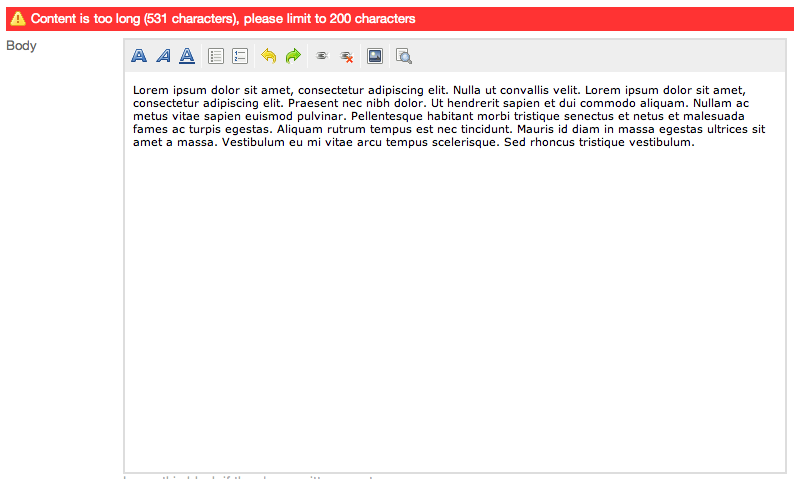 Content is too long (531 characters), please limit to 200 characters
Body
Lorem ipsum dolor sit amet, consectetur adipiscing elit. Nulla ut convallis velit. Lorem ipsum dolor sit amet,
consectetur adipiscing elit. Praesent nec nibh dolor. Ut hendrerit sapien et dui commodo aliquam. Nullam ac
metus vitae sapien euismod pulvinar. Pellentesque habitant morbi tristique senectus et netus et malesuada
fames ac turpis egestas. Aliquam rutrum tempus est nec tincidunt. Mauris id diam in massa egestas ultrices sit
amet a massa. Vestibulum eu mi vitae arcu tempus scelerisque. Sed rhoncus tristique vestibulum.